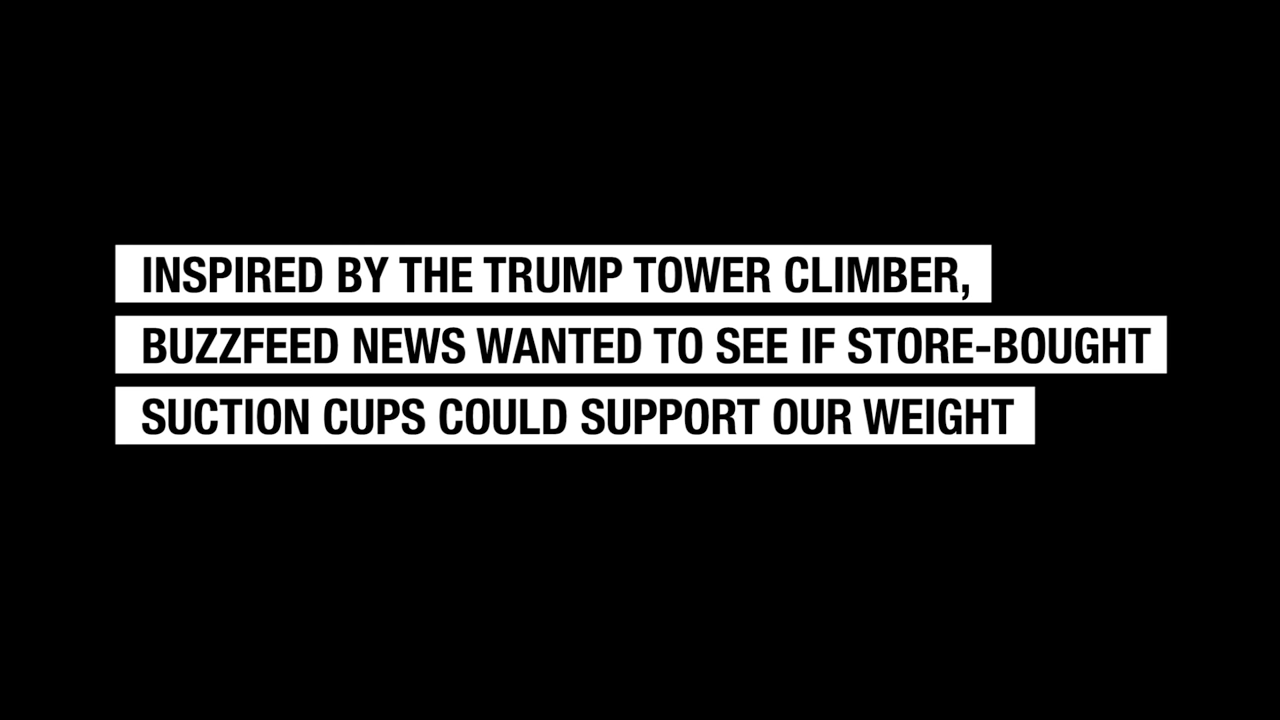 INSPIRED BY THE TRUMP TOWER CLIMBER,
BUZZFEED NEWS WANTED TO SEE IF STORE-BOUGHT
SUCTION CUPS COULD SUPPORT OUR WEIGHT